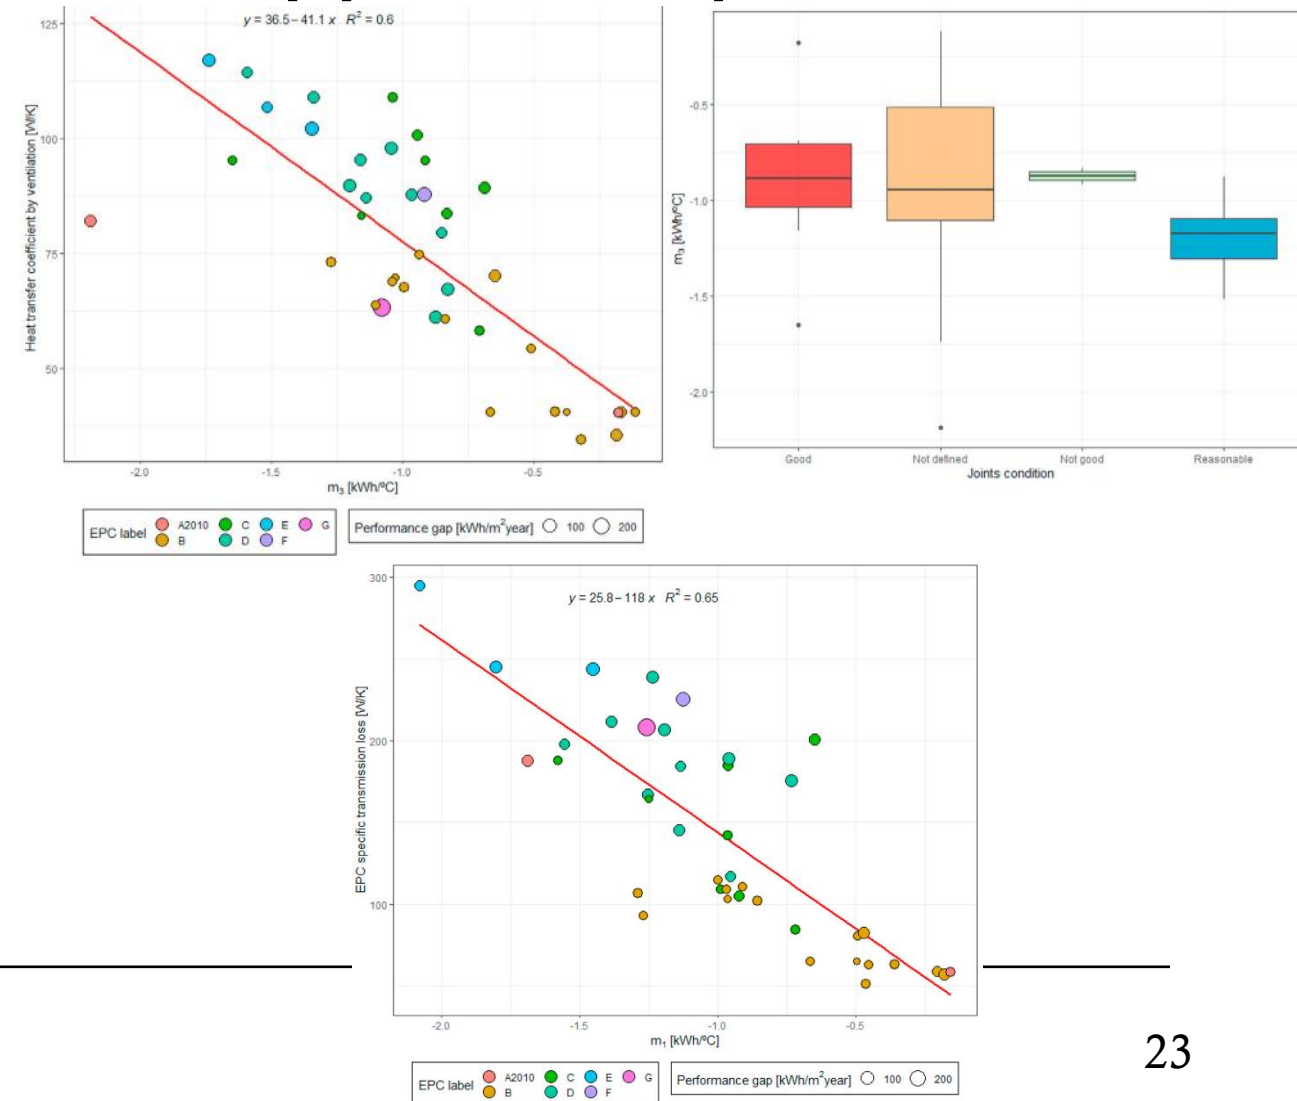 y = 36.5 – 41.1 x R² = 0.6
Heat transfer coefficient by ventilation [W/K]
125
100
75
50
-2.0 -1.5 -1.0 -0.5
m₃ [kWh/ºC]
EPC label A2010 C E G
B D F
Performance gap [kWh/m²year] 100 200
m₃ [kWh/ºC]
-0.5
-1.0
-1.5
-2.0
Good Not defined Not good Reasonable
Joints condition
y = 25.8 – 118 x R² = 0.65
EPC specific transmission loss [W/K]
300
200
100
-2.0 -1.5 -1.0 -0.5
m₁ [kWh/ºC]
EPC label A2010 C E G
B D F
Performance gap [kWh/m²year] 100 200
23